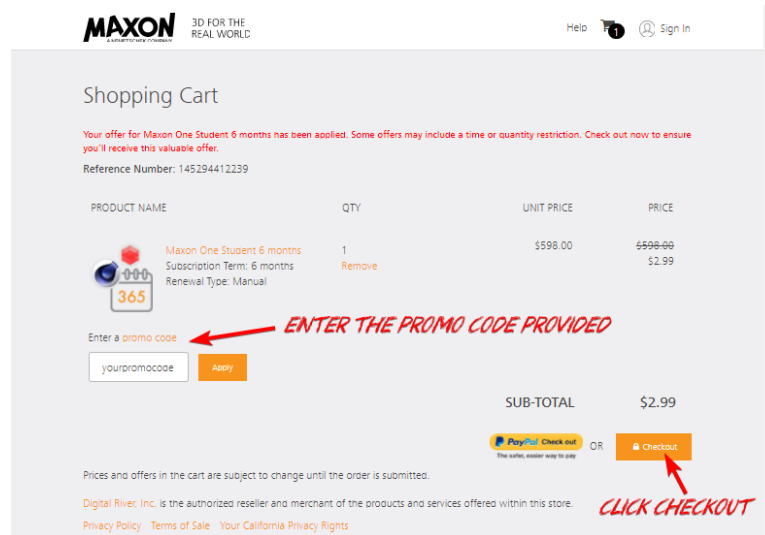 MAXON
A NEMETSCHEK COMPANY
3D FOR THE
REAL WORLD
Help
1
Sign In
Shopping Cart
Your offer for Maxon One Student 6 months has been applied. Some offers may include a time or quantity restriction. Check out now to ensure
you'll receive this valuable offer.
Reference Number: 145294412239
PRODUCT NAME QTY UNIT PRICE PRICE
Maxon One Student 6 months 1 $598.00 $598.00
Subscription Term: 6 months Remove $2.99
Renewal Type: Manual
365
ENTER THE PROMO CODE PROVIDED
Enter a promo code
yourpromocode Apply
SUB-TOTAL $2.99
PayPal Check out OR Checkout
The safer, easier way to pay
Prices and offers in the cart are subject to change until the order is submitted.
Digital River, Inc. is the authorized reseller and merchant of the products and services offered within this store.
CLICK CHECKOUT
Privacy Policy Terms of Sale Your California Privacy Rights